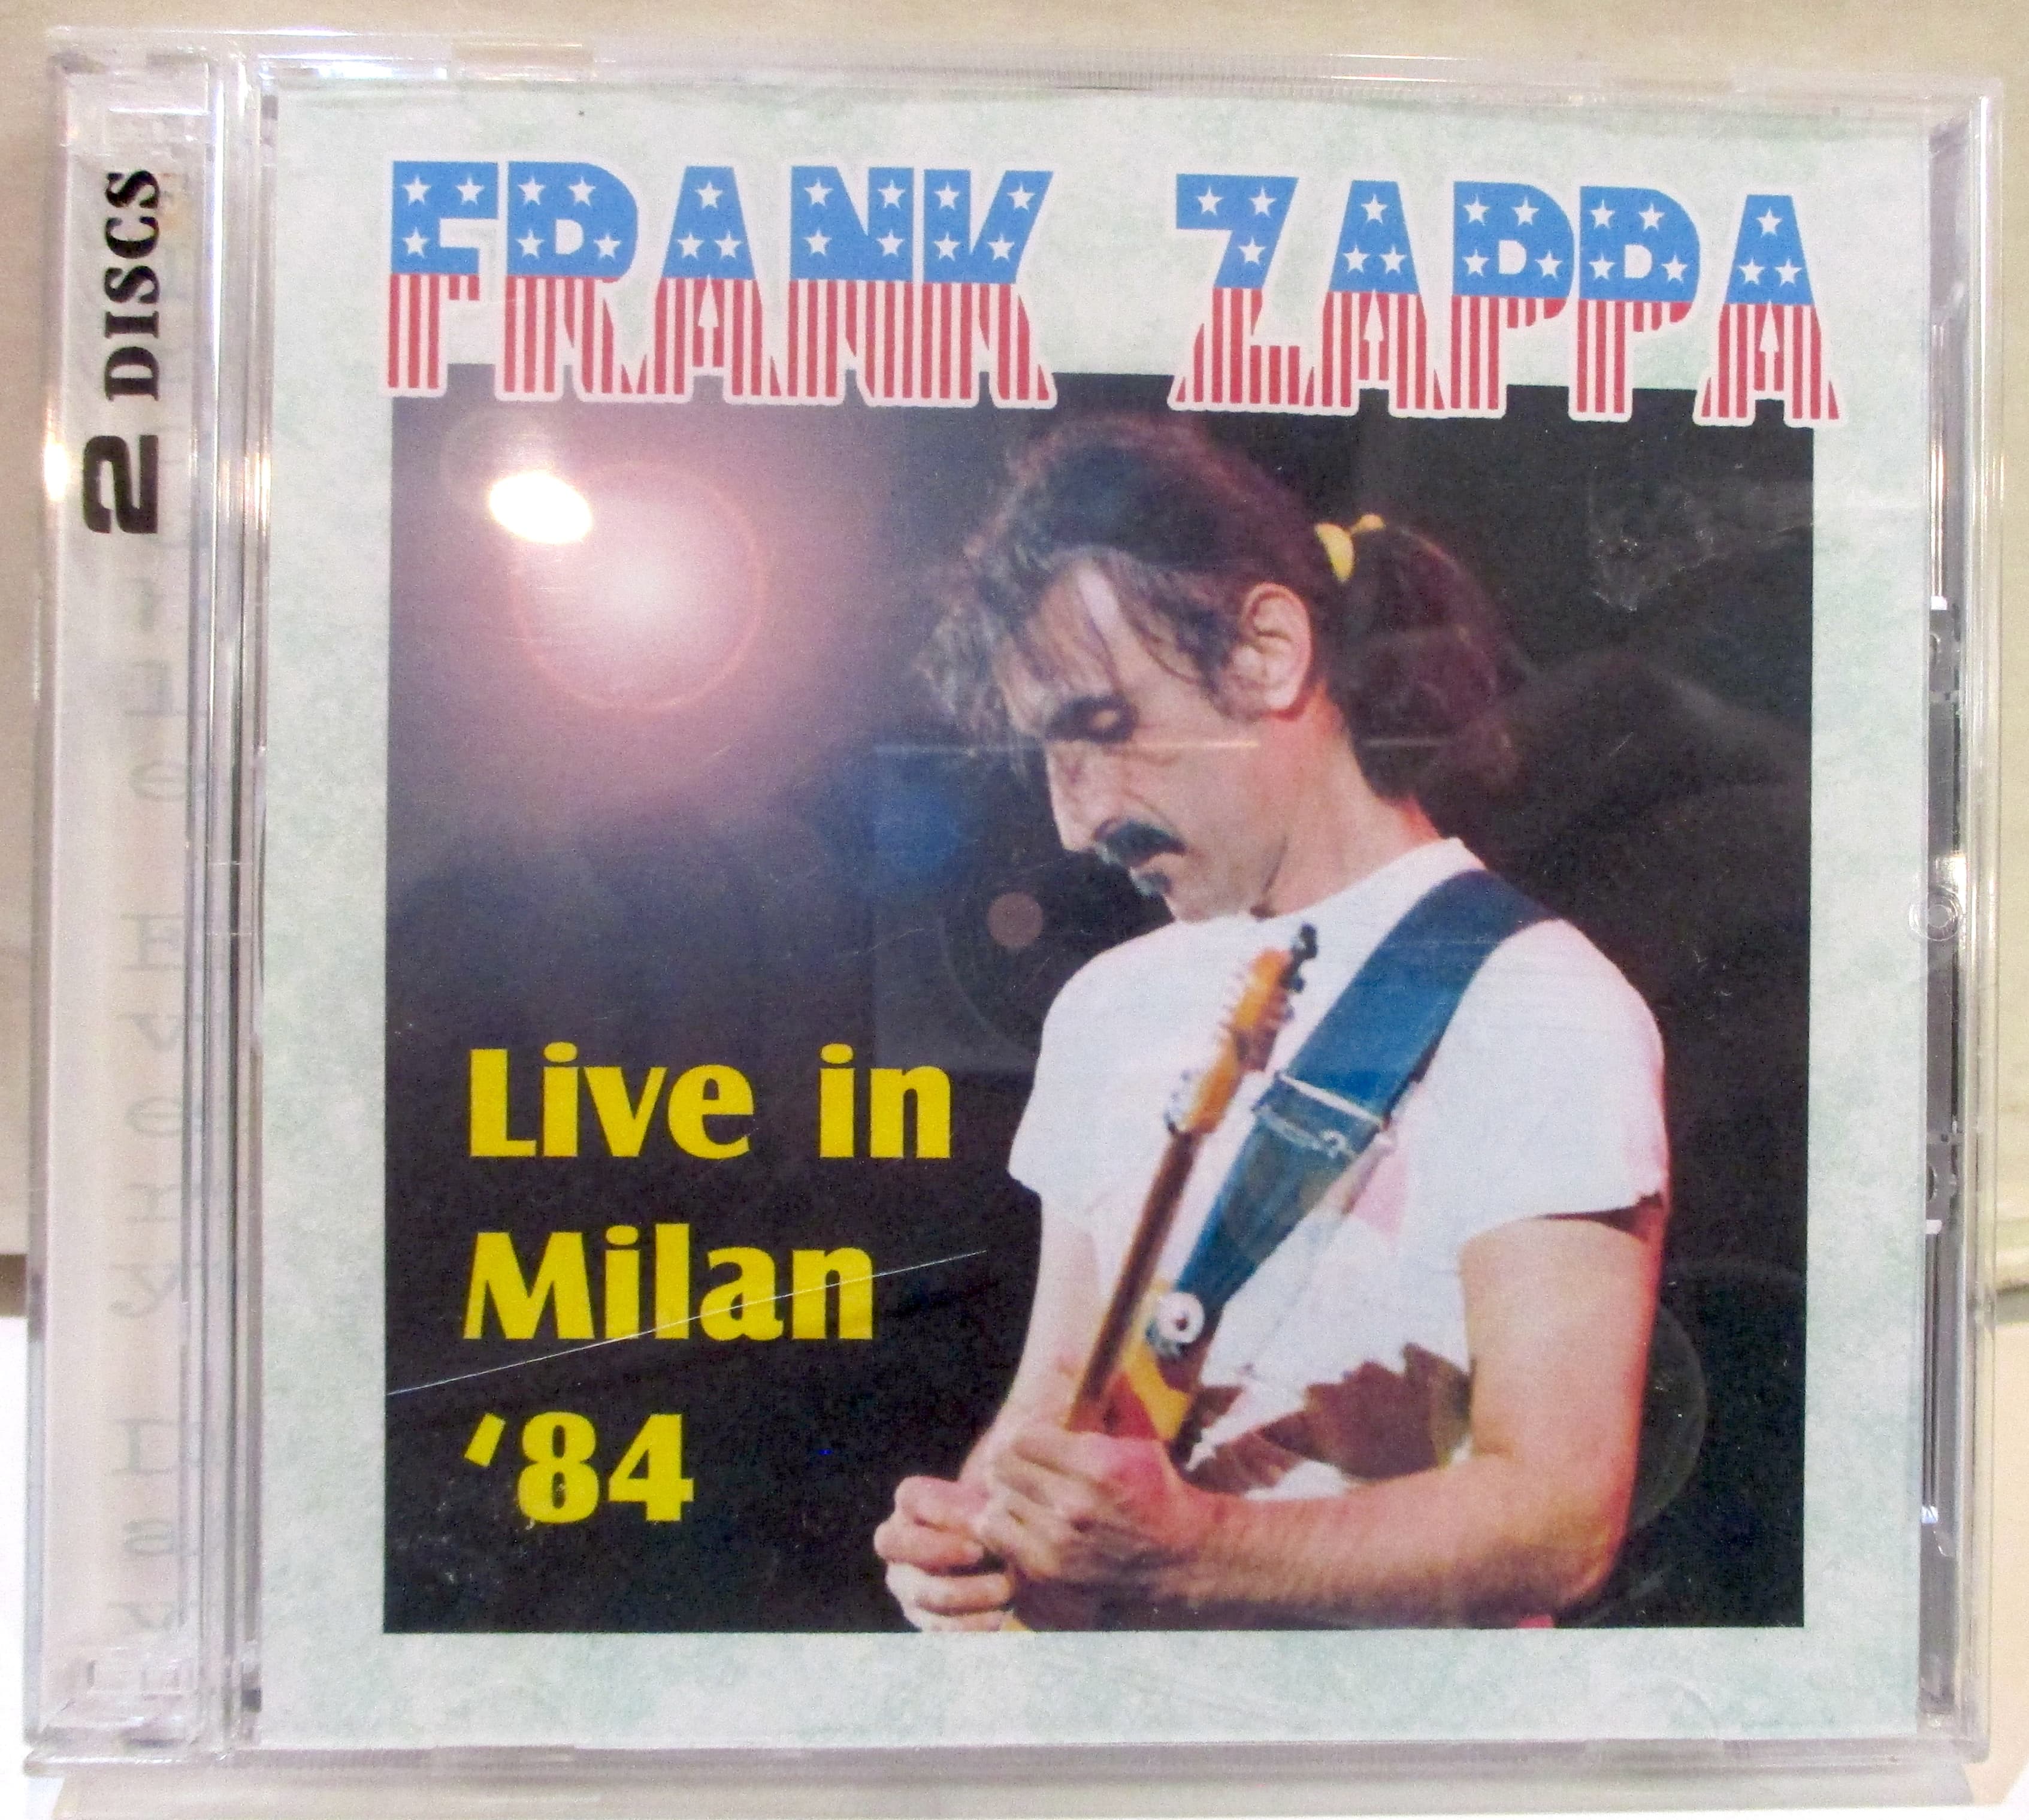 2 DISCS
FRANK ZAPPA
Live in
Milan
'84